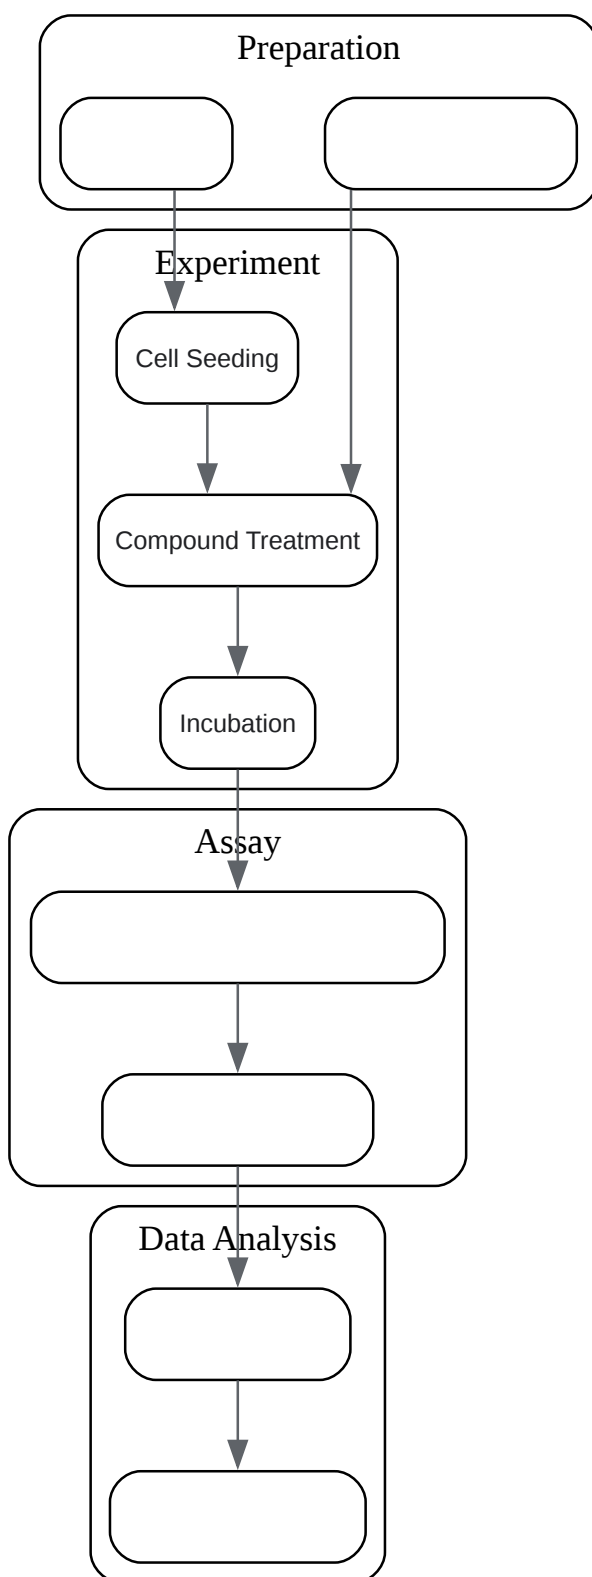 Preparation
Experiment
Cell Seeding
Compound Treatment
Incubation
Assay
Data Analysis